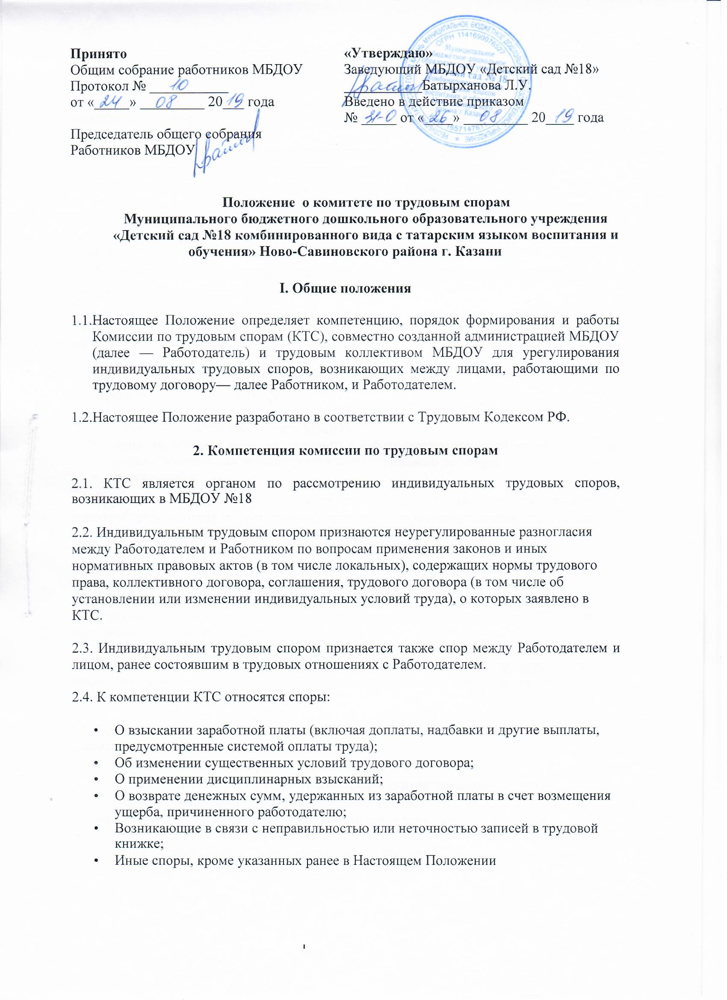 Принято
Общим собрание работников МБДОУ
Протокол № 10
от «24» 08 2019 года
Председатель общего собрания
Работников МБДОУ
«Утверждаю»
Заведующий МБДОУ «Детский сад №18»
Батырханова Л.У.
Введено в действие приказом
№ от «26» 08 2019 года
ОГРН 1141690076527
1657147611
Положение о комитете по трудовым спорам
Муниципального бюджетного дошкольного образовательного учреждения
«Детский сад №18 комбинированного вида с татарским языком воспитания и
обучения» Ново-Савиновского района г. Казани
I. Общие положения
1.1.Настоящее Положение определяет компетенцию, порядок формирования и работы
Комиссии по трудовым спорам (КТС), совместно созданной администрацией МБДОУ
(далее — Работодатель) и трудовым коллективом МБДОУ для урегулирования
индивидуальных трудовых споров, возникающих между лицами, работающими по
трудовому договору— далее Работником, и Работодателем.
1.2.Настоящее Положение разработано в соответствии с Трудовым Кодексом РФ.
2. Компетенция комиссии по трудовым спорам
2.1. КТС является органом по рассмотрению индивидуальных трудовых споров,
возникающих в МБДОУ №18
2.2. Индивидуальным трудовым спором признаются неурегулированные разногласия
между Работодателем и Работником по вопросам применения законов и иных
нормативных правовых актов (в том числе локальных), содержащих нормы трудового
права, коллективного договора, соглашения, трудового договора (в том числе об
установлении или изменении индивидуальных условий труда), о которых заявлено в
КТС.
2.3. Индивидуальным трудовым спором признается также спор между Работодателем и
лицом, ранее состоявшим в трудовых отношениях с Работодателем.
2.4. К компетенции КТС относятся споры:
• О взыскании заработной платы (включая доплаты, надбавки и другие выплаты,
предусмотренные системой оплаты труда);
• Об изменении существенных условий трудового договора;
• О применении дисциплинарных взысканий;
• О возврате денежных сумм, удержанных из заработной платы в счет возмещения
ущерба, причиненного работодателю;
• Возникающие в связи с неправильностью или неточностью записей в трудовой
книжке;
• Иные споры, кроме указанных ранее в Настоящем Положении